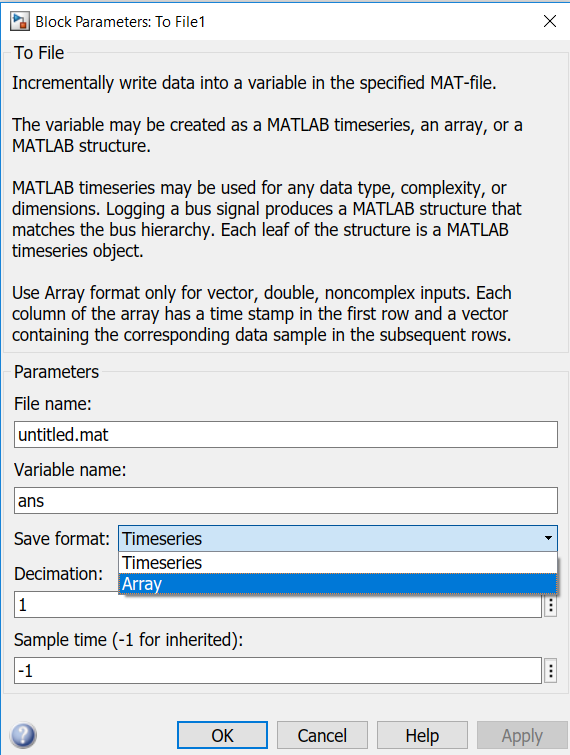 Block Parameters: To File1
To File
Incrementally write data into a variable in the specified MAT-file.
The variable may be created as a MATLAB timeseries, an array, or a
MATLAB structure.
MATLAB timeseries may be used for any data type, complexity, or
dimensions. Logging a bus signal produces a MATLAB structure that
matches the bus hierarchy. Each leaf of the structure is a MATLAB
timeseries object.
Use Array format only for vector, double, noncomplex inputs. Each
column of the array has a time stamp in the first row and a vector
containing the corresponding data sample in the subsequent rows.
Parameters
File name:
untitled.mat
Variable name:
ans
Save format: Timeseries
Timeseries
Decimation:
Array
1
Sample time (-1 for inherited):
-1
? OK Cancel Help Apply